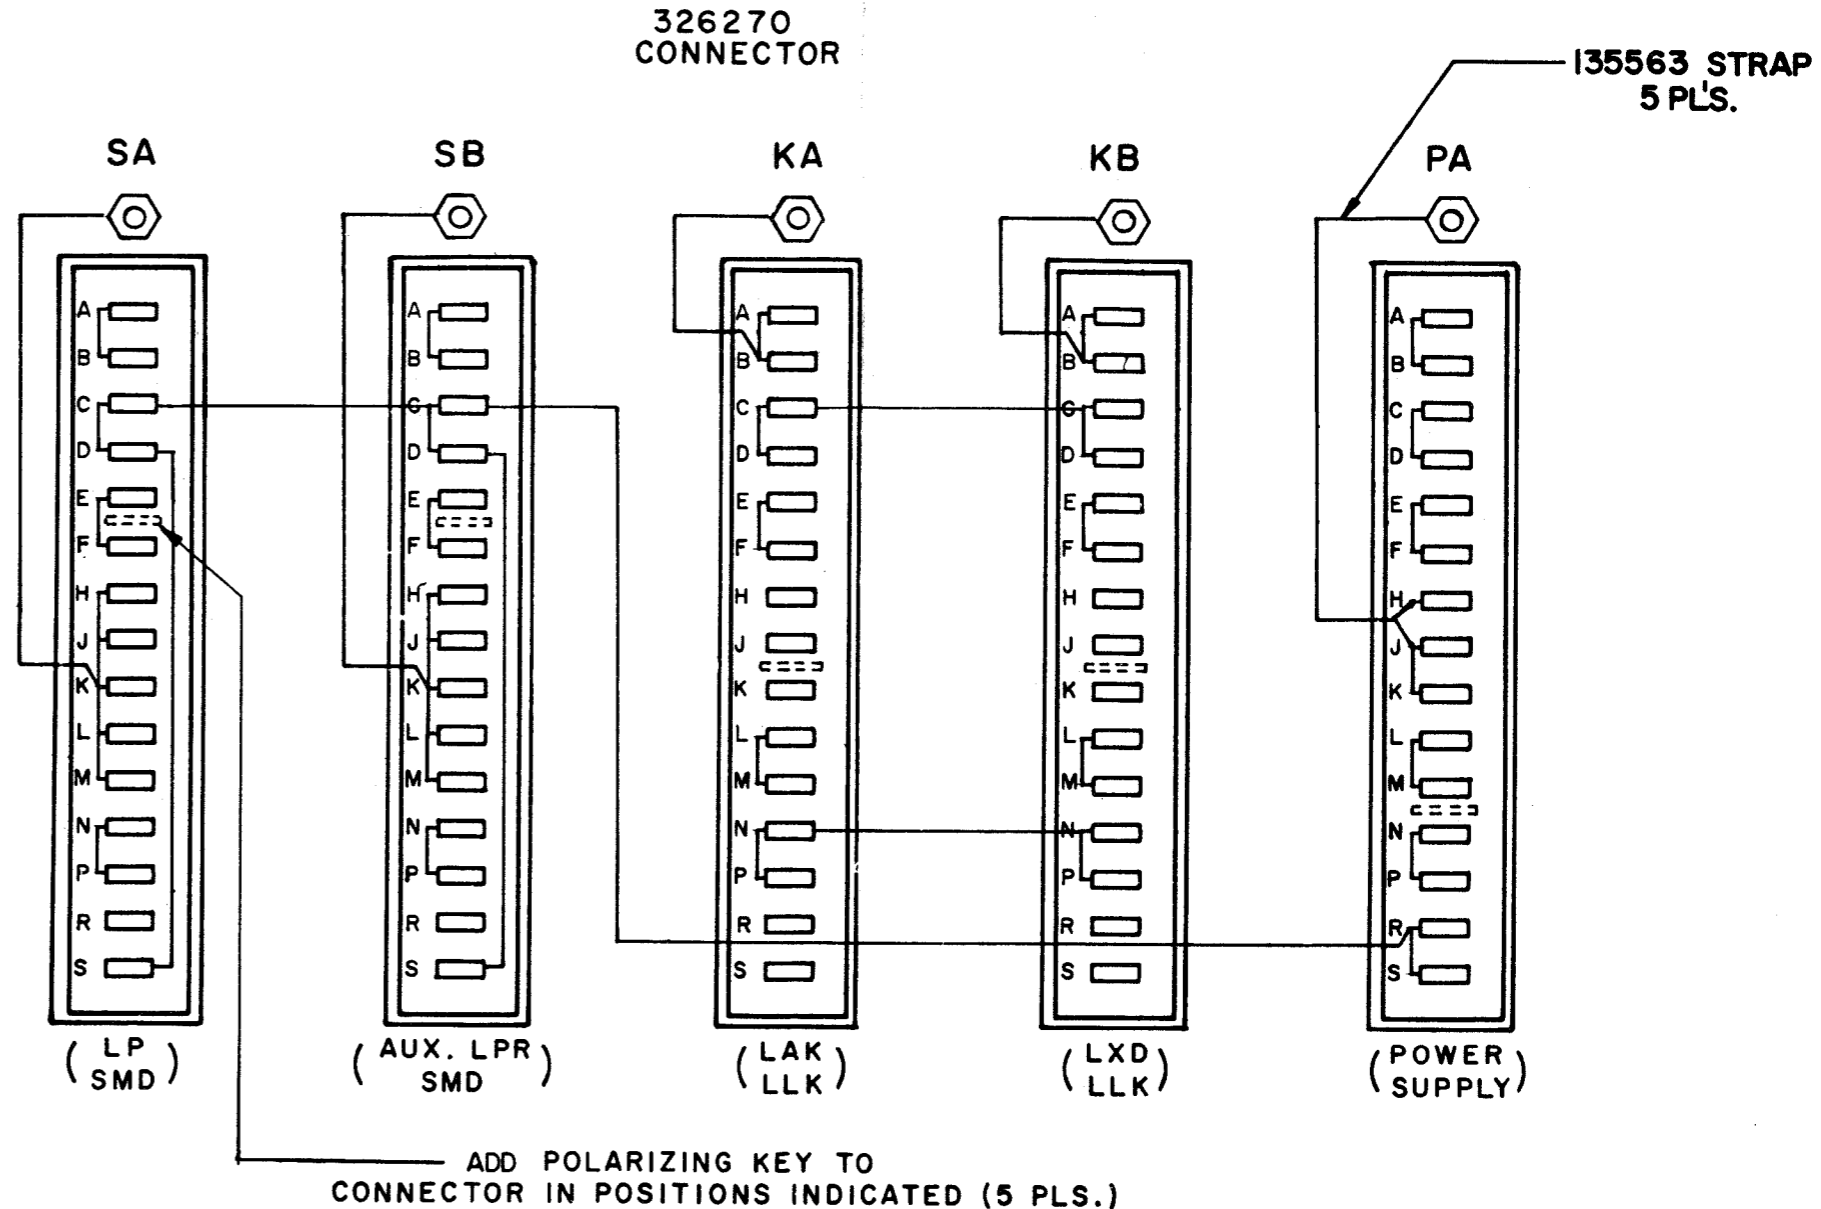 326270
CONNECTOR
135563 STRAP
5 PL'S.
SA
SB
KA
KB
PA
A
B
C
D
E
F
H
J
K
L
M
N
P
R
S
A
B
C
D
E
F
H
J
K
L
M
N
P
R
S
A
B
C
D
E
F
H
J
K
L
M
N
P
R
S
A
B
C
D
E
F
H
J
K
L
M
N
P
R
S
A
B
C
D
E
F
H
J
K
L
M
N
P
R
S
(LP
SMD)
(AUX. LPR
SMD)
(LAK
LLK)
(LXD
LLK)
(POWER
SUPPLY)
ADD POLARIZING KEY TO
CONNECTOR IN POSITIONS INDICATED (5 PLS.)